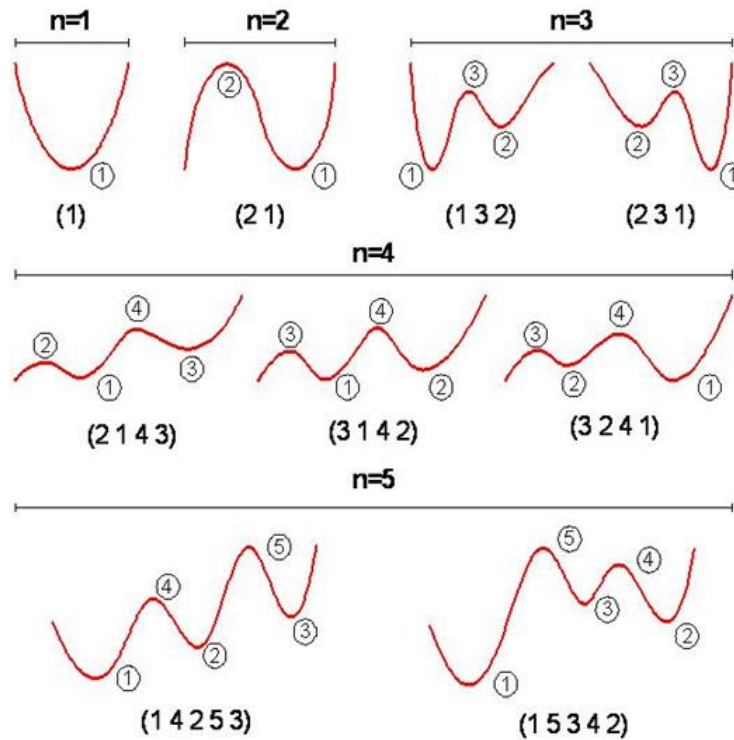 n=1 n=2 n=3
② ③ ③
① ① ① ② ② ①
(1) (2 1) (1 3 2) (2 3 1)
n=4
② ① ④ ③ ③ ① ④ ② ③ ② ④ ①
(2 1 4 3) (3 1 4 2) (3 2 4 1)
n=5
① ④ ② ⑤ ③ ① ⑤ ③ ④ ②
(1 4 2 5 3) (1 5 3 4 2)